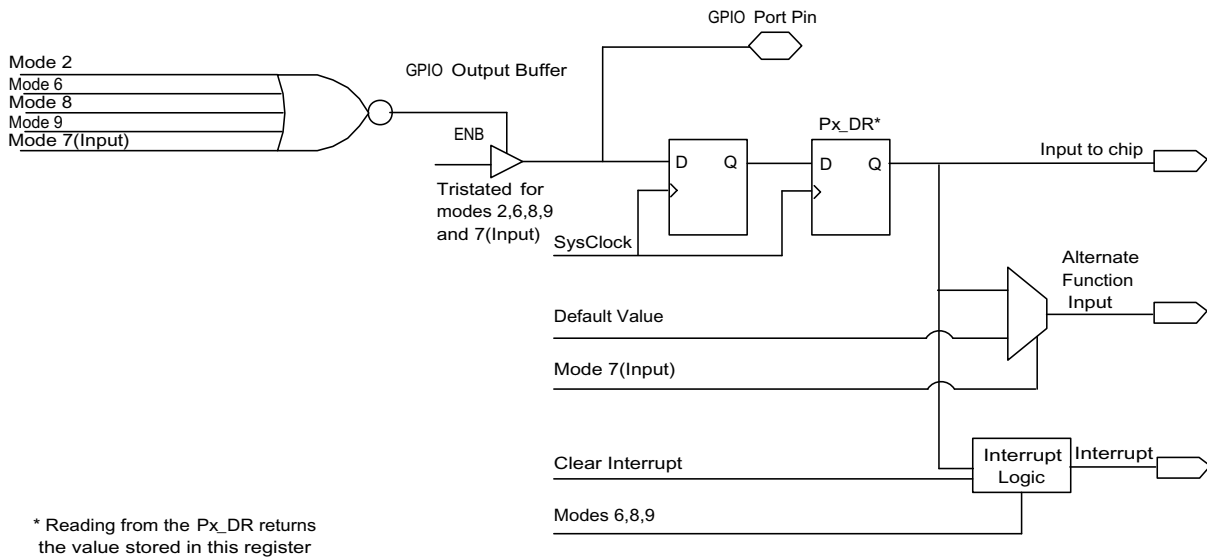 GPIO Port Pin
Mode 2
Mode 6
Mode 8
Mode 9
Mode 7(Input)
GPIO Output Buffer
ENB
Tristated for
modes 2,6,8,9
and 7(Input)
D Q
Px_DR*
D Q
Input to chip
SysClock
Alternate
Function
Input
Default Value
Mode 7(Input)
Clear Interrupt
Interrupt
Logic
Interrupt
Modes 6,8,9
* Reading from the Px_DR returns
the value stored in this register